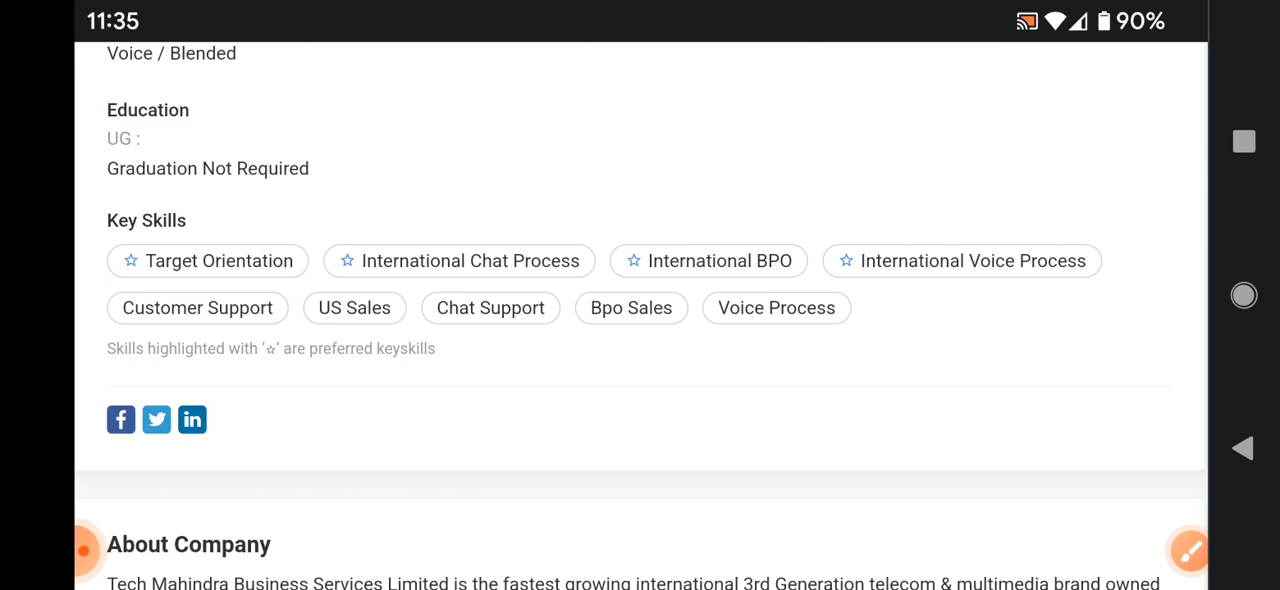 11:35
90%
Voice / Blended
Education
UG :
Graduation Not Required
Key Skills
☆ Target Orientation ☆ International Chat Process ☆ International BPO ☆ International Voice Process
Customer Support US Sales Chat Support Bpo Sales Voice Process
Skills highlighted with ‘☆‘ are preferred keyskills
About Company
Tech Mahindra Business Services Limited is the fastest growing international 3rd Generation telecom & multimedia brand owned